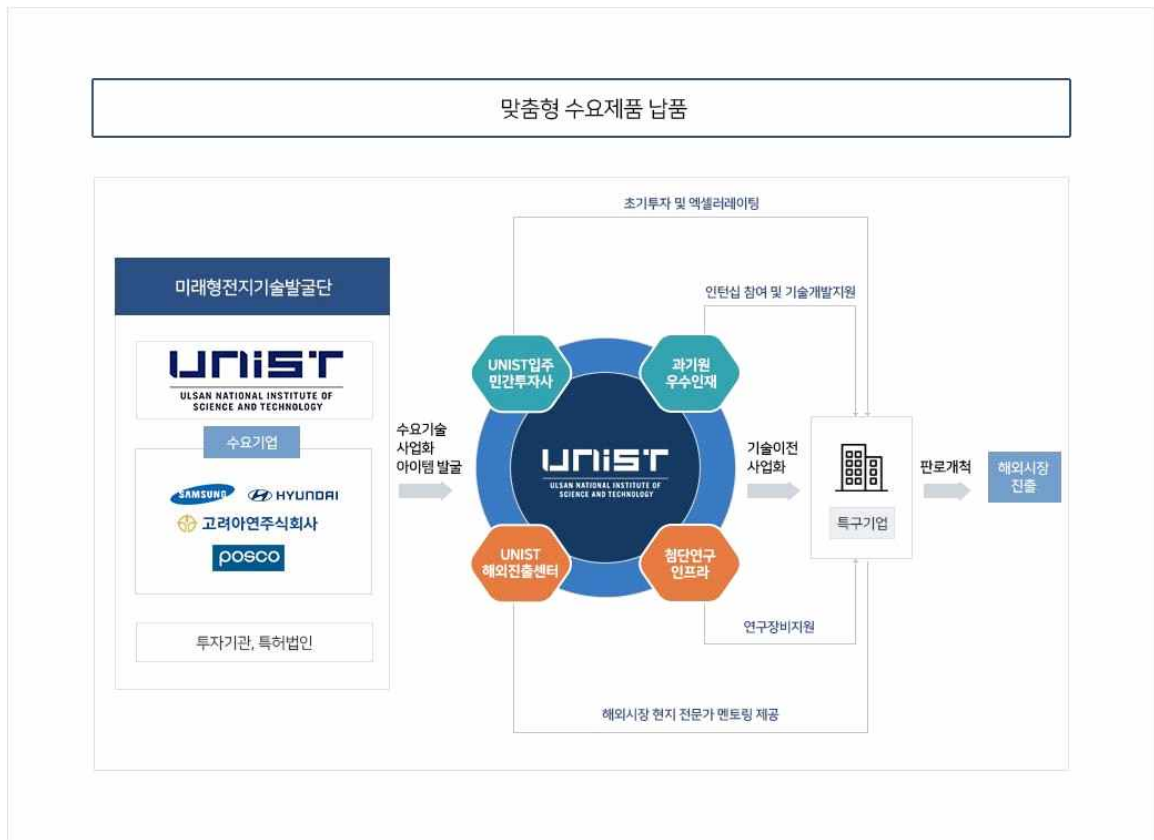 맞춤형 수요제품 납품
초기투자 및 엑셀러레이팅
미래형전지기술발굴단
인턴십 참여 및 기술개발지원
UNIST
ULSAN NATIONAL INSTITUTE OF
SCIENCE AND TECHNOLOGY
수요기업
SAMSUNG
HYUNDAI
고려아연주식회사
posco
투자기관, 특허법인
수요기술
사업화
아이템 발굴
UNIST입주
민간투자사
과기원
우수인재
UNIST
ULSAN NATIONAL INSTITUTE OF
SCIENCE AND TECHNOLOGY
UNIST
해외진출센터
첨단연구
인프라
기술이전
사업화
특구기업
판로개척
해외시장
진출
연구장비지원
해외시장 현지 전문가 멘토링 제공